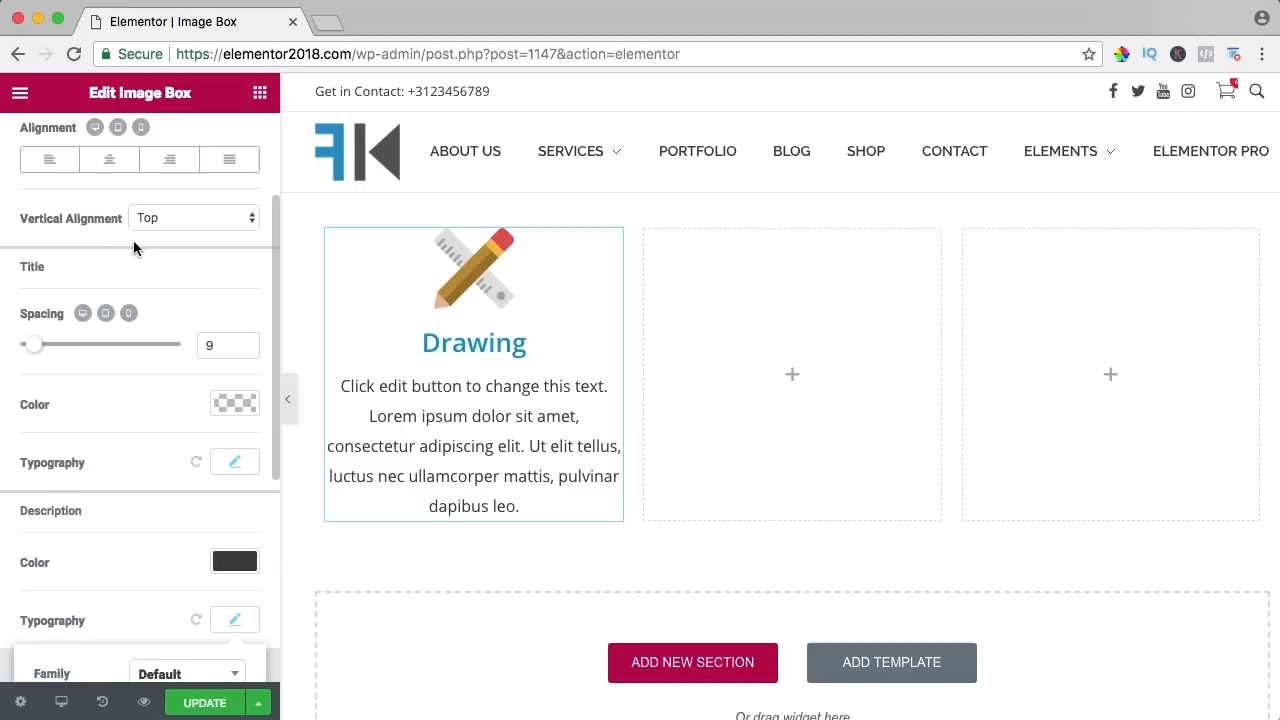 Elementor | Image Box
Secure | https://elementor2018.com/wp-admin/post.php?post=1147&action=elementor
Edit Image Box
Alignment
Vertical Alignment
Top
Title
Spacing
9
Color
Typography
Description
Color
Typography
Family
Default
UPDATE
Get in Contact: +3123456789
ABOUT US
SERVICES
PORTFOLIO
BLOG
SHOP
CONTACT
ELEMENTS
ELEMENTOR PRO
Drawing
Click edit button to change this text.
Lorem ipsum dolor sit amet,
consectetur adipiscing elit. Ut elit tellus,
luctus nec ullamcorper mattis, pulvinar
dapibus leo.
ADD NEW SECTION
ADD TEMPLATE
Or drag widget here